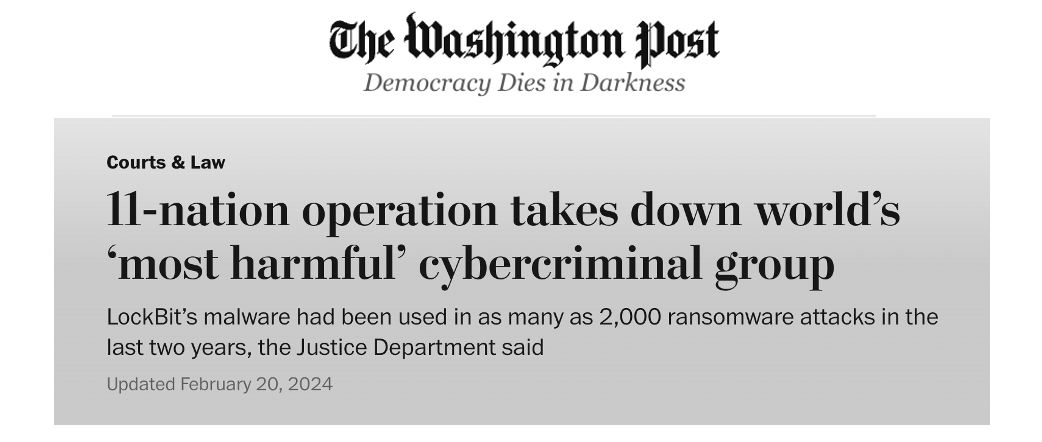 The Washington Post
Democracy Dies in Darkness
Courts & Law
11-nation operation takes down world’s
‘most harmful’ cybercriminal group
LockBit’s malware had been used in as many as 2,000 ransomware attacks in the
last two years, the Justice Department said
Updated February 20, 2024